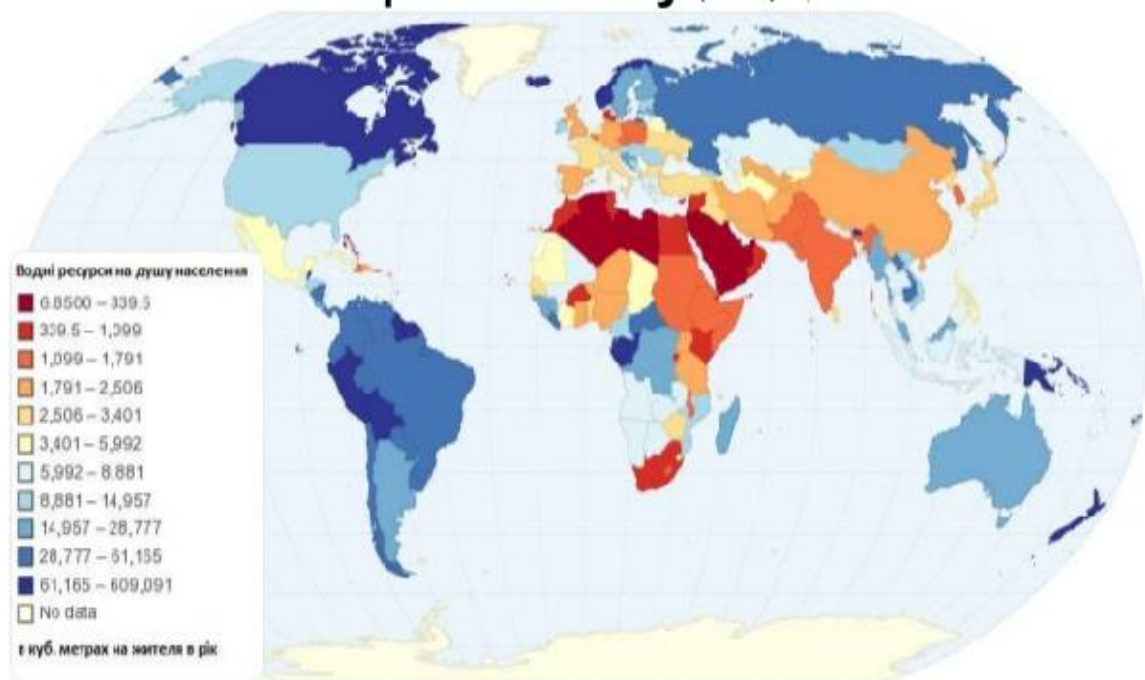 Водні ресурси на душу населення
6.8500 – 339.5
339.5 – 1,099
1,099 – 1,791
1,791 – 2,506
2,506 – 3,401
3,401 – 5,992
5,992 – 8,881
8,881 – 14,957
14,957 – 28,777
28,777 – 61,165
61,165 – 609,091
No data
в куб. метрах на жителя в рік